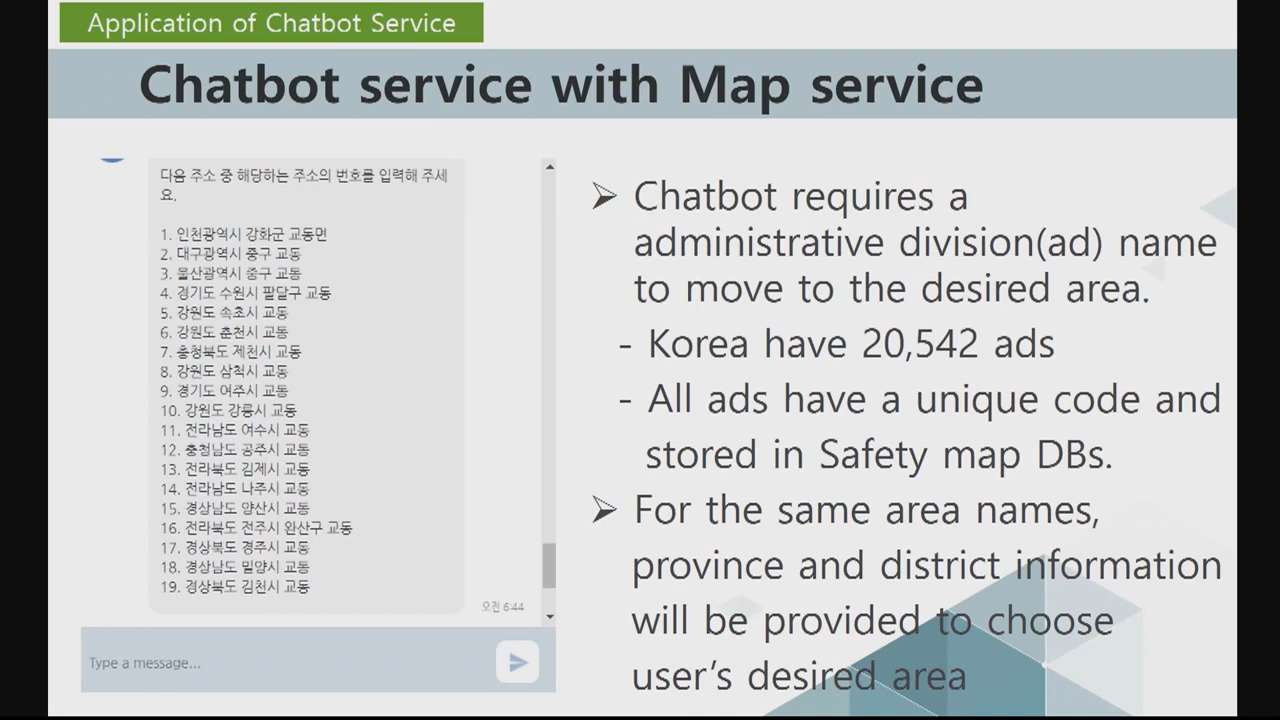 Application of Chatbot Service
Chatbot service with Map service
다음 주소 중 해당하는 주소의 번호를 입력해 주세
요.
1. 인천광역시 강화군 교동면
2. 대구광역시 중구 교동
3. 울산광역시 중구 교동
4. 경기도 수원시 팔달구 교동
5. 강원도 속초시 교동
6. 강원도 춘천시 교동
7. 충청북도 제천시 교동
8. 강원도 삼척시 교동
9. 경기도 여주시 교동
10. 강원도 강릉시 교동
11. 전라남도 여수시 교동
12. 충청남도 공주시 교동
13. 전라북도 김제시 교동
14. 전라남도 나주시 교동
15. 경상남도 양산시 교동
16. 전라북도 전주시 완산구 교동
17. 경상북도 경주시 교동
18. 경상남도 밀양시 교동
19. 경상북도 김천시 교동
오전 6:44
Type a message...
➢ Chatbot requires a
administrative division(ad) name
to move to the desired area.
- Korea have 20,542 ads
- All ads have a unique code and
stored in Safety map DBs.
➢ For the same area names,
province and district information
will be provided to choose
user's desired area